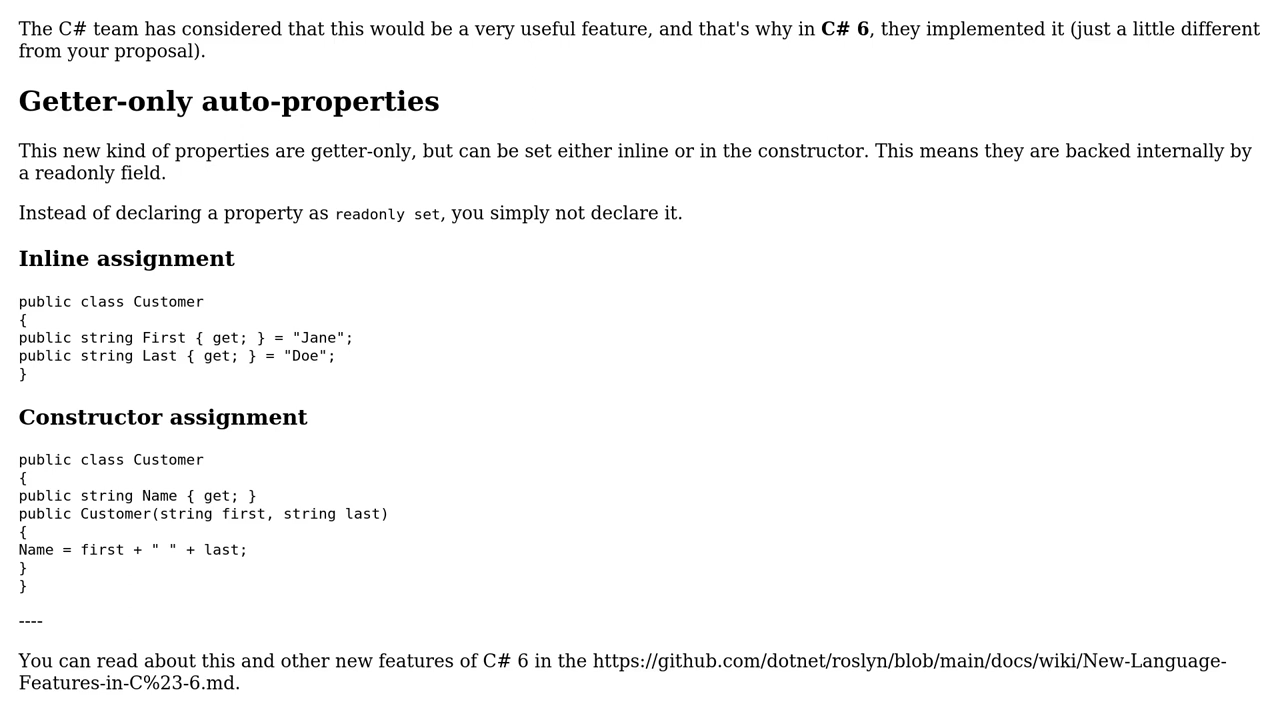 The C# team has considered that this would be a very useful feature, and that's why in C# 6, they implemented it (just a little different
from your proposal).
Getter-only auto-properties
This new kind of properties are getter-only, but can be set either inline or in the constructor. This means they are backed internally by
a readonly field.
Instead of declaring a property as readonly set, you simply not declare it.
Inline assignment
public class Customer
{
public string First { get; } = "Jane";
public string Last { get; } = "Doe";
}
Constructor assignment
public class Customer
{
public string Name { get; }
public Customer(string first, string last)
{
Name = first + " " + last;
}
}
----
You can read about this and other new features of C# 6 in the https://github.com/dotnet/roslyn/blob/main/docs/wiki/New-Language-
Features-in-C%23-6.md.